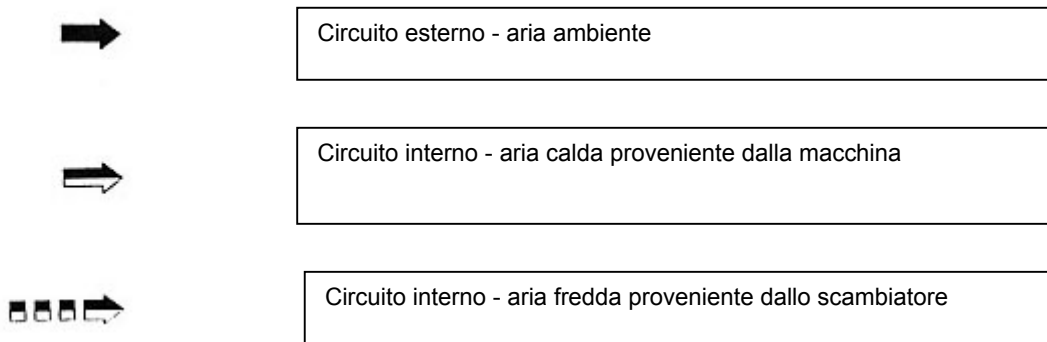 Circuito esterno - aria ambiente
Circuito interno - aria calda proveniente dalla macchina
Circuito interno - aria fredda proveniente dallo scambiatore